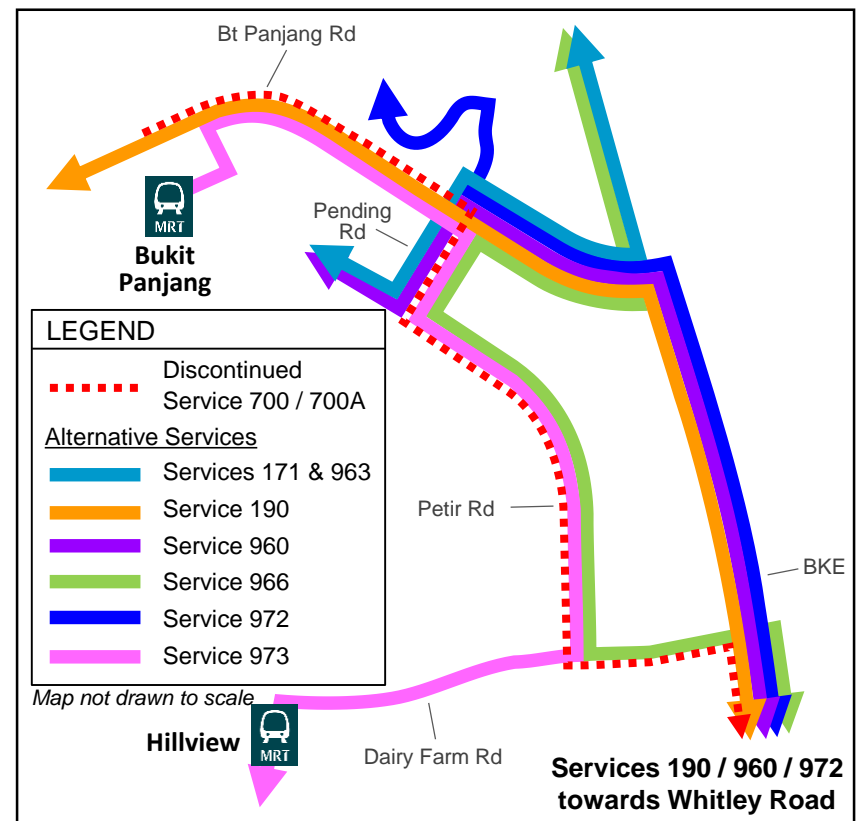 Bt Panjang Rd
MRT
Bukit
Panjang
Pending
Rd
LEGEND
Discontinued
Service 700 / 700A
Alternative Services
Services 171 & 963
Service 190
Service 960
Service 966
Service 972
Service 973
Map not drawn to scale
Petir Rd
BKE
Hillview
MRT
Dairy Farm Rd
Services 190 / 960 / 972
towards Whitley Road